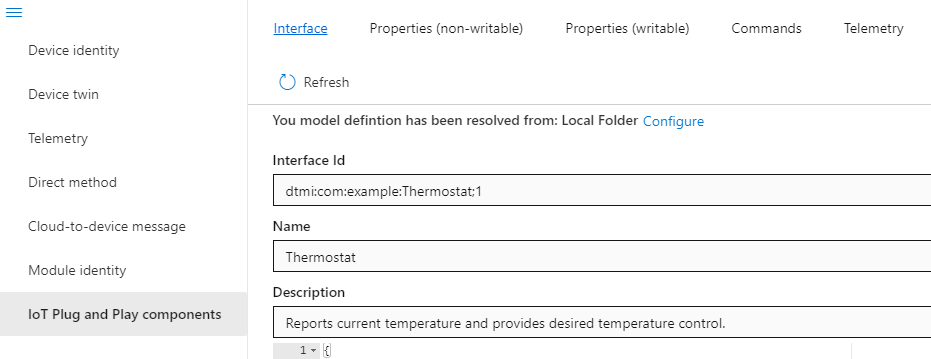 Interface
Properties (non-writable)
Properties (writable)
Commands
Telemetry
Device identity
Device twin
Telemetry
Direct method
Cloud-to-device message
Module identity
IoT Plug and Play components
Refresh
You model defintion has been resolved from: Local Folder Configure
Interface Id
dtmi:com:example:Thermostat;1
Name
Thermostat
Description
Reports current temperature and provides desired temperature control.
1 {